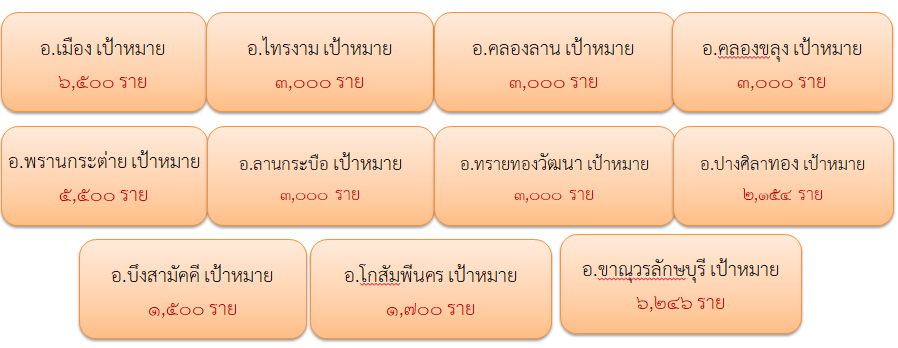 อ.เมือง เป้าหมาย
๖,๕๐๐ ราย
อ.ไทรงาม เป้าหมาย
๓,๐๐๐ ราย
อ.คลองลาน เป้าหมาย
๓,๐๐๐ ราย
อ.คลองขลุง เป้าหมาย
๓,๐๐๐ ราย
อ.พรานกระต่าย เป้าหมาย
๕,๕๐๐ ราย
อ.ลานกระบือ เป้าหมาย
๓,๐๐๐ ราย
อ.ทรายทองวัฒนา เป้าหมาย
๓,๐๐๐ ราย
อ.ปางศิลาทอง เป้าหมาย
๒,๑๕๔ ราย
อ.บึงสามัคคี เป้าหมาย
๑,๕๐๐ ราย
อ.โกสัมพีนคร เป้าหมาย
๑,๗๐๐ ราย
อ.ขาณุวรลักษบุรี เป้าหมาย
๖,๒๔๖ ราย